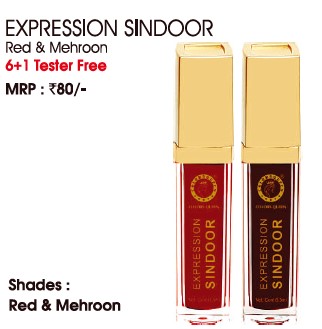 EXPRESSION SINDOOR
Red & Mehroon
6+1 Tester Free
MRP : ₹80/-
EXPRESSION
SINDOOR
EXPRESSION
SINDOOR
Shades :
Red & Mehroon